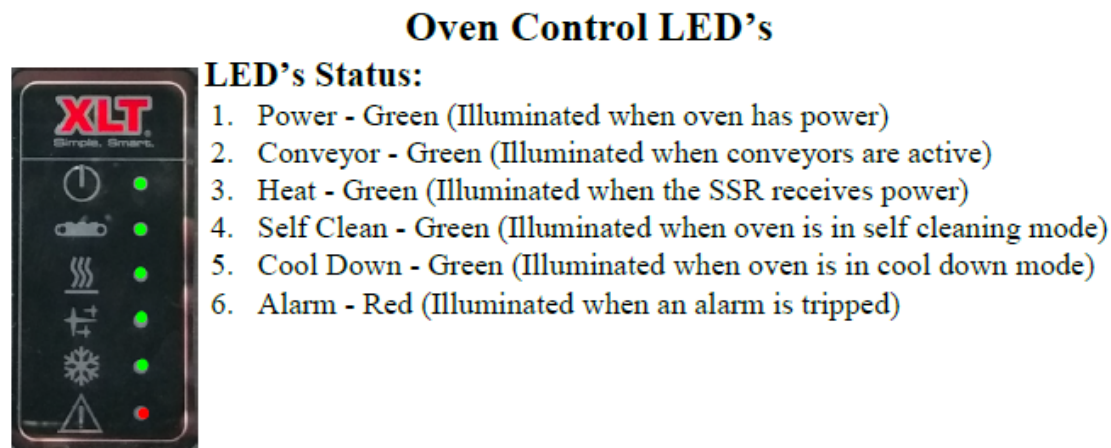 Oven Control LED's
XLT
Simple. Smart.
LED's Status:
1. Power - Green (Illuminated when oven has power)
2. Conveyor - Green (Illuminated when conveyors are active)
3. Heat - Green (Illuminated when the SSR receives power)
4. Self Clean - Green (Illuminated when oven is in self cleaning mode)
5. Cool Down - Green (Illuminated when oven is in cool down mode)
6. Alarm - Red (Illuminated when an alarm is tripped)